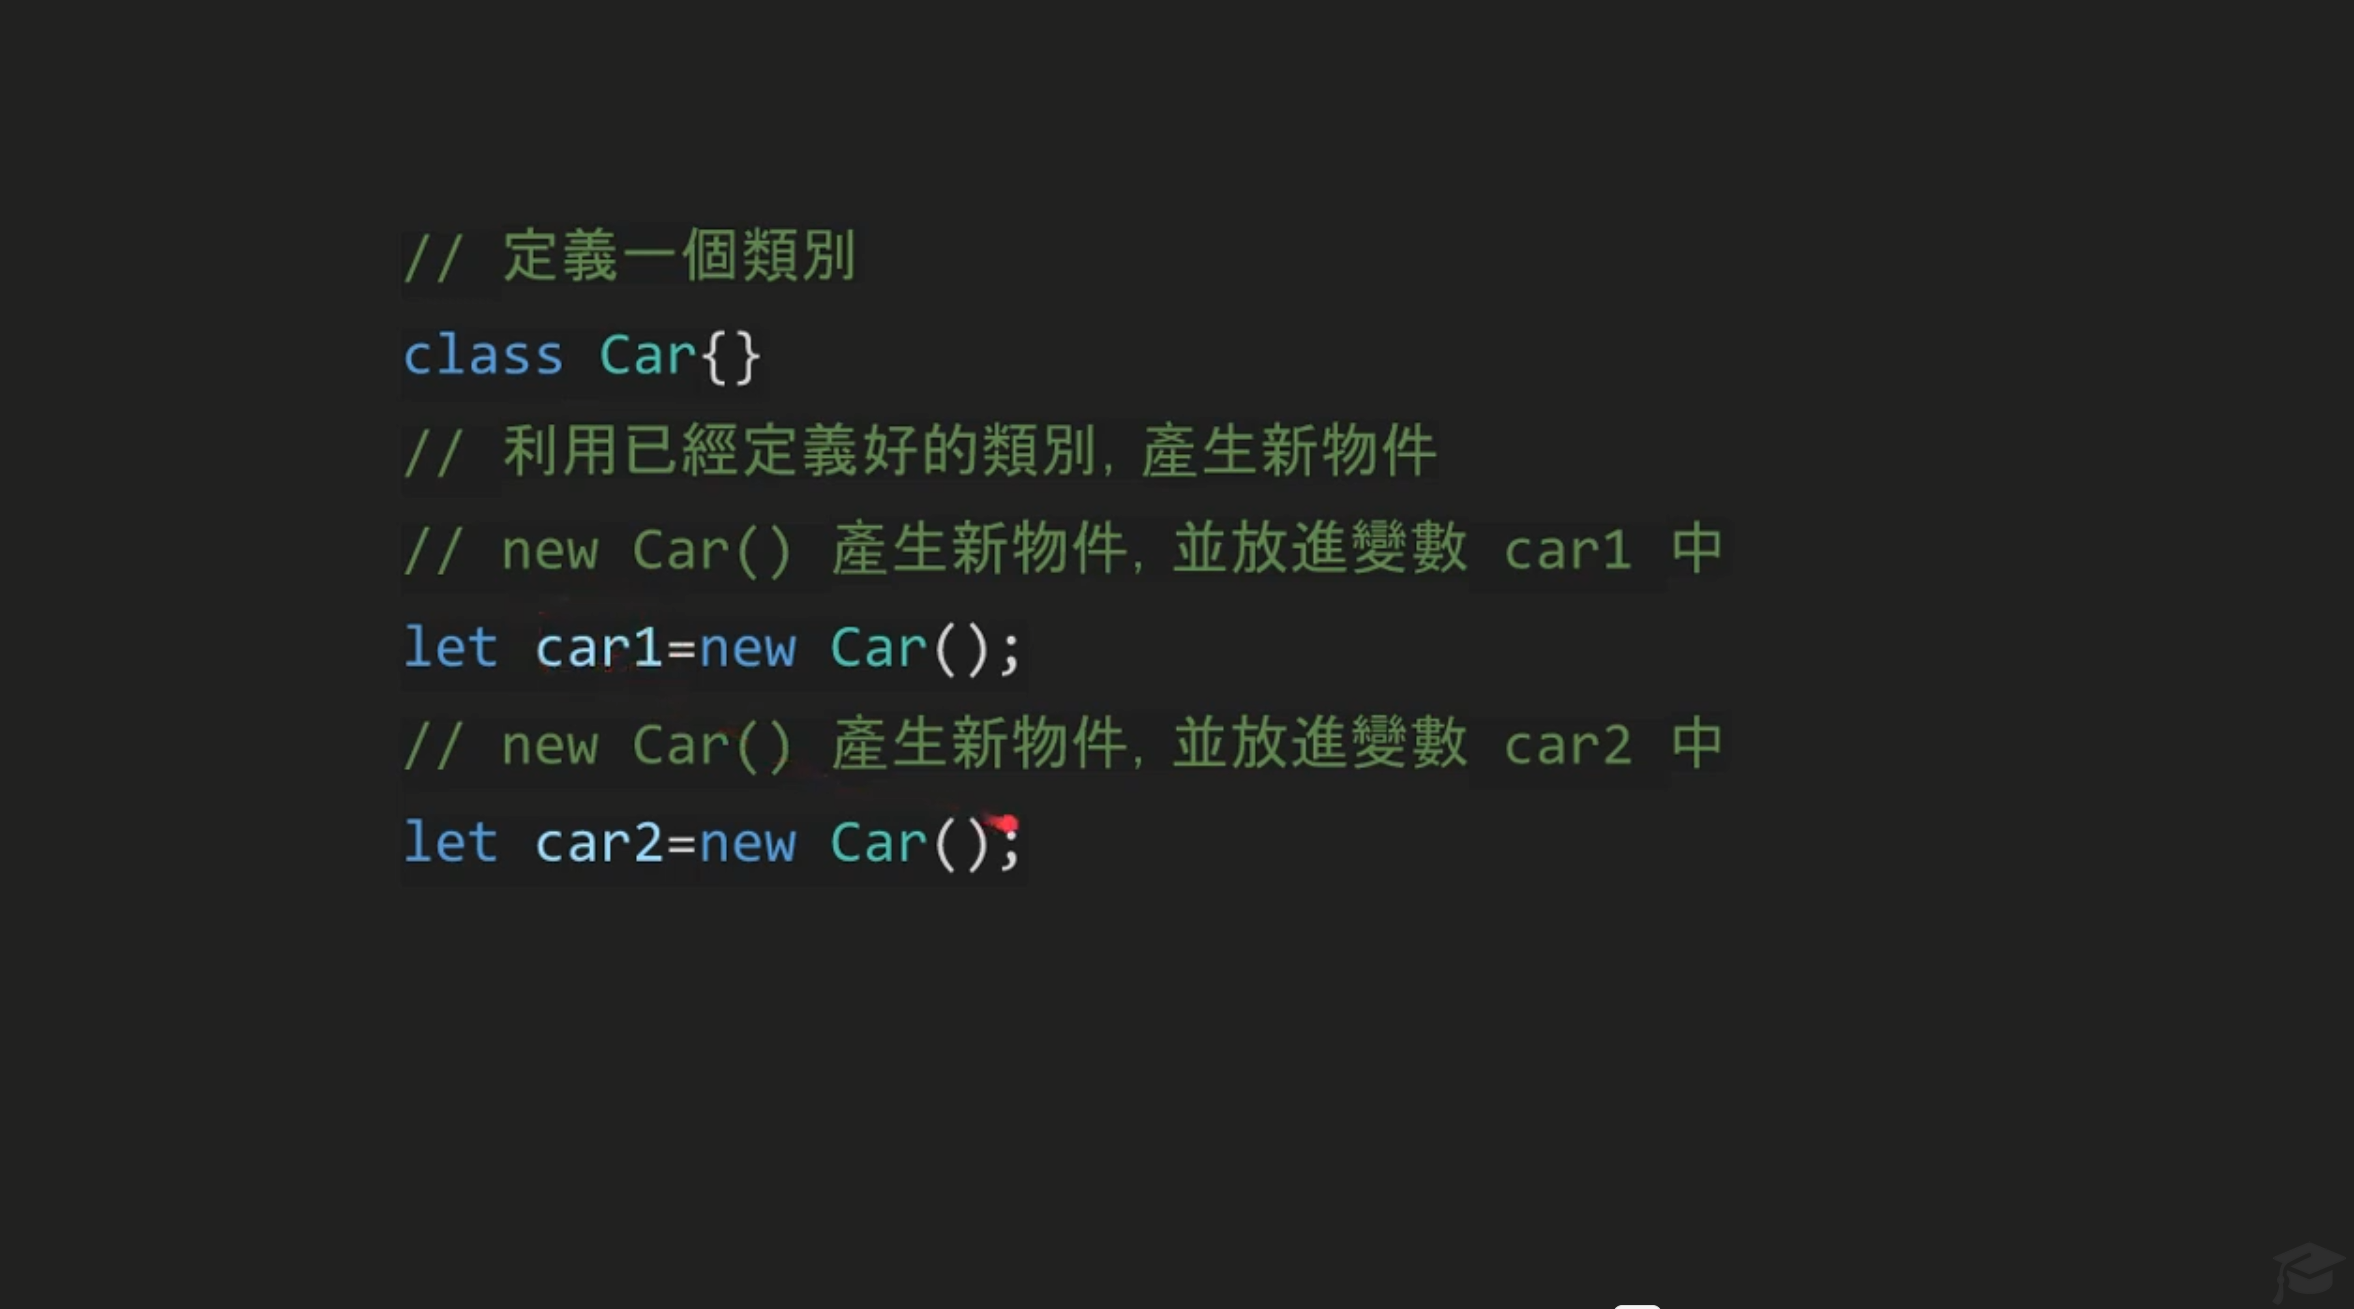 // 定義一個類別
class Car{}
// 利用已經定義好的類別, 產生新物件
// new Car() 產生新物件, 並放進變數 car1 中
let car1=new Car();
// new Car() 產生新物件, 並放進變數 car2 中
let car2=new Car();